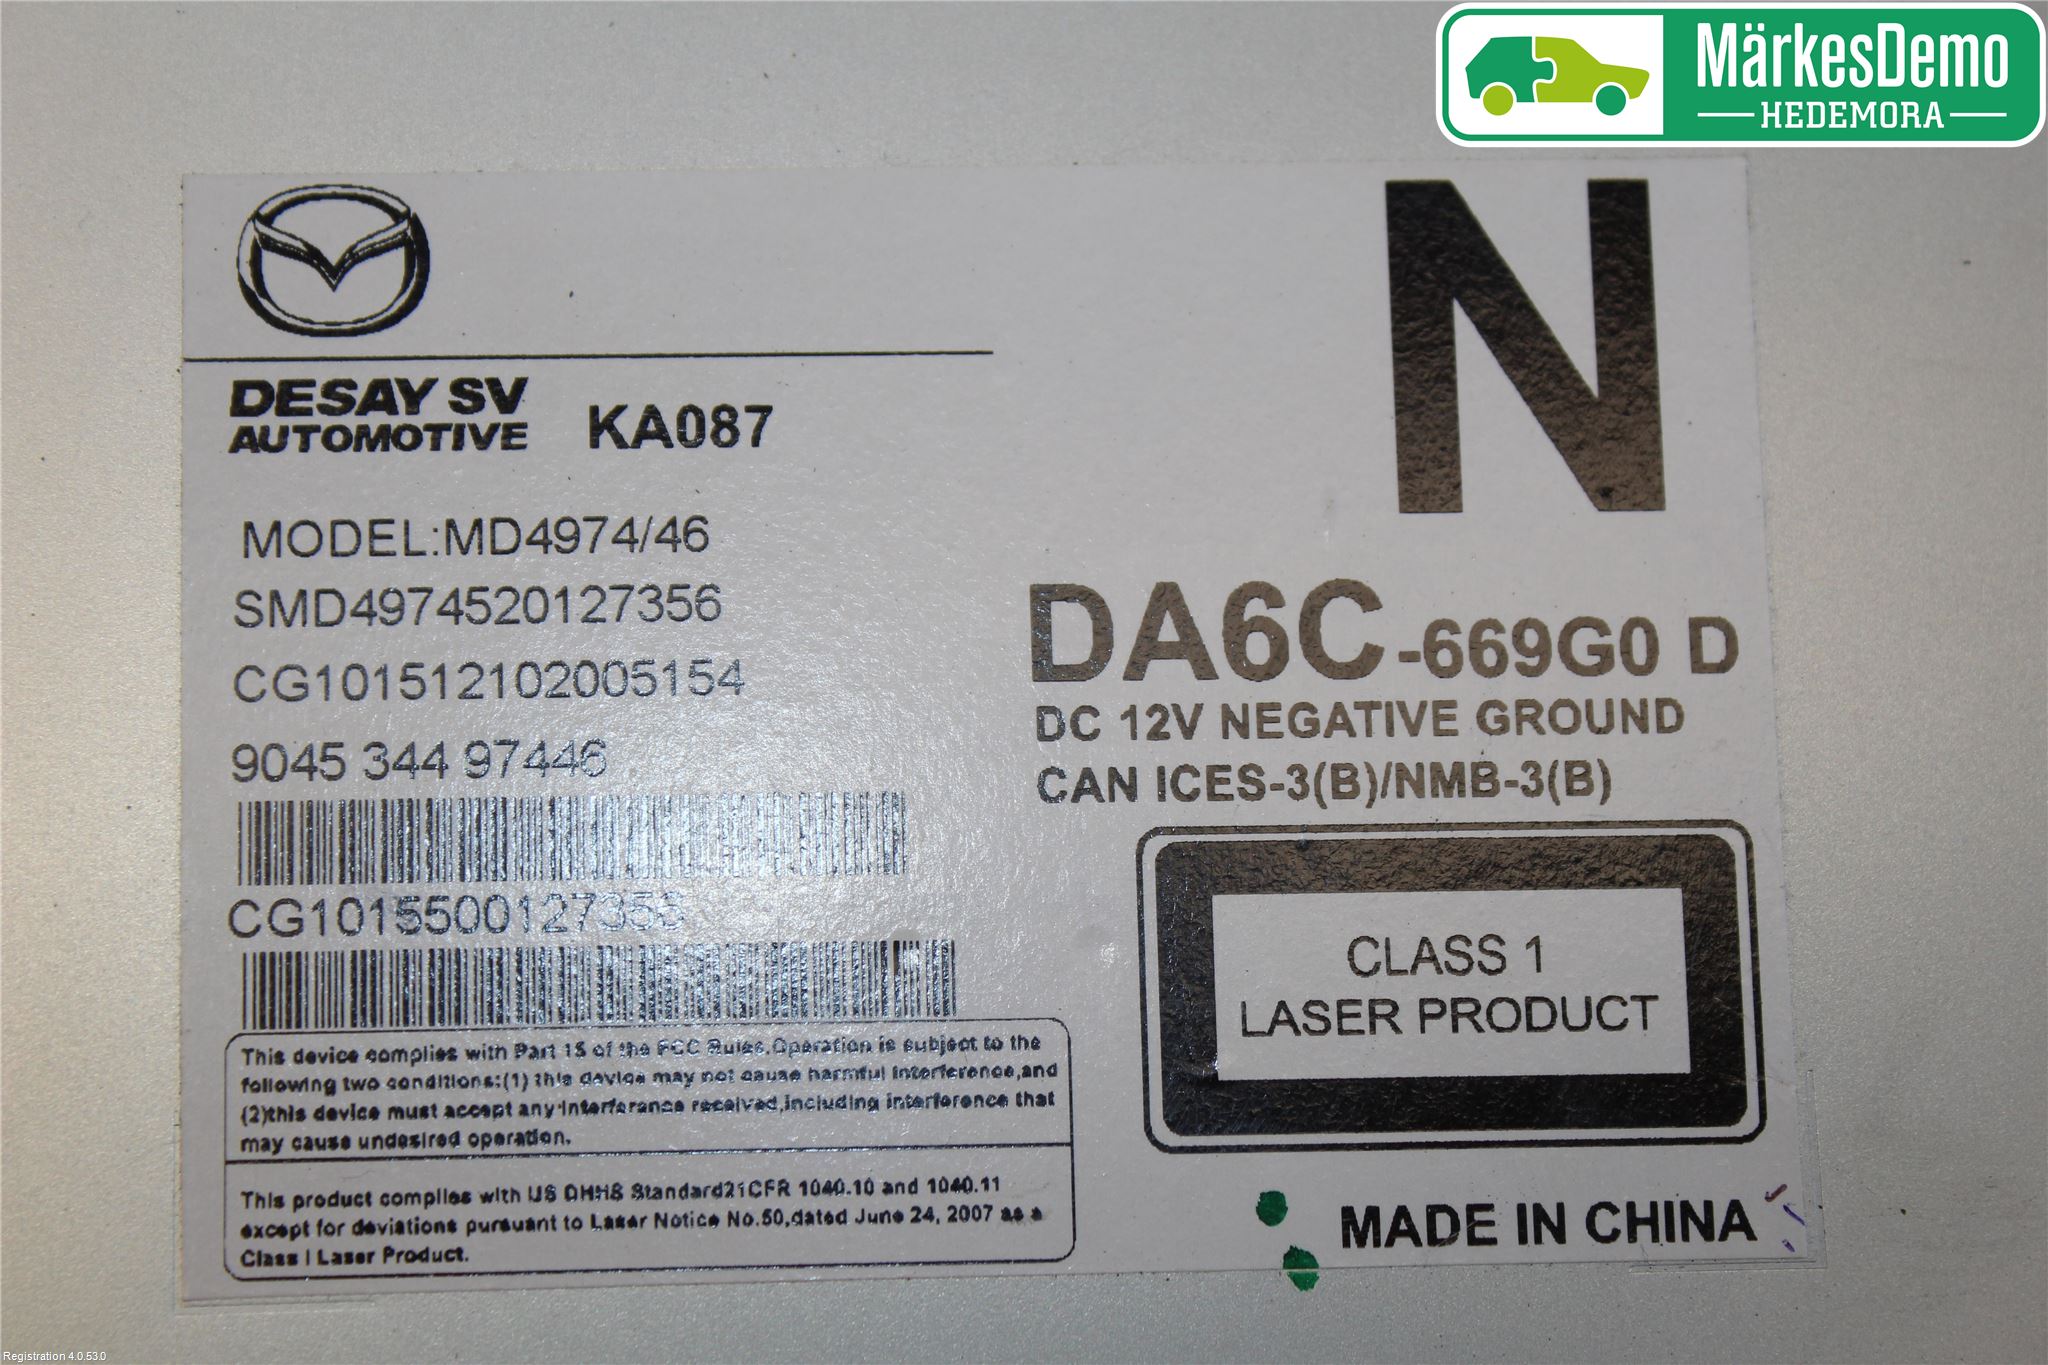 MärkesDemo
HEDEMORA
N
DESAY SV
AUTOMOTIVE
KA087
MODEL:MD4974/46
SMD4974520127356
CG101512102005154
9045 344 97446
CG1015500127356
DA6C-669G0 D
DC 12V NEGATIVE GROUND
CAN ICES-3(B)/NMB-3(B)
CLASS 1
LASER PRODUCT
This device complies with Part 15 of the FCC Rules,Operation is subject to the
following two conditions:(1) this device may not cause harmful interference,and
(2)this device must accept any interference received,including interference that
may cause undesired operation.
This product complies with US DHHS Standard21CFR 1040.10 and 1040.11
except for deviations pursuant to Laser Notice No.50,dated June 24, 2007 as a
Class I Laser Product.
MADE IN CHINA
Registration 4.0.53.0